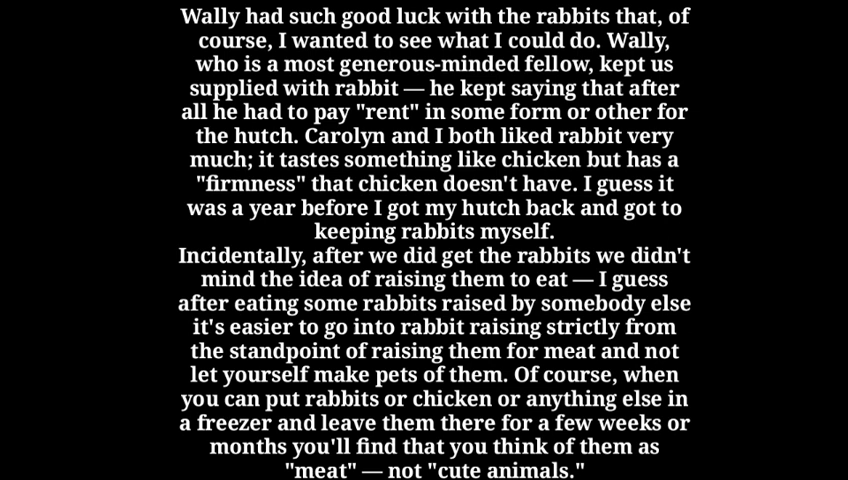 Wally had such good luck with the rabbits that, of
course, I wanted to see what I could do. Wally,
who is a most generous-minded fellow, kept us
supplied with rabbit — he kept saying that after
all he had to pay "rent" in some form or other for
the hutch. Carolyn and I both liked rabbit very
much; it tastes something like chicken but has a
"firmness" that chicken doesn't have. I guess it
was a year before I got my hutch back and got to
keeping rabbits myself.
Incidentally, after we did get the rabbits we didn't
mind the idea of raising them to eat — I guess
after eating some rabbits raised by somebody else
it's easier to go into rabbit raising strictly from
the standpoint of raising them for meat and not
let yourself make pets of them. Of course, when
you can put rabbits or chicken or anything else in
a freezer and leave them there for a few weeks or
months you'll find that you think of them as
"meat" — not "cute animals."